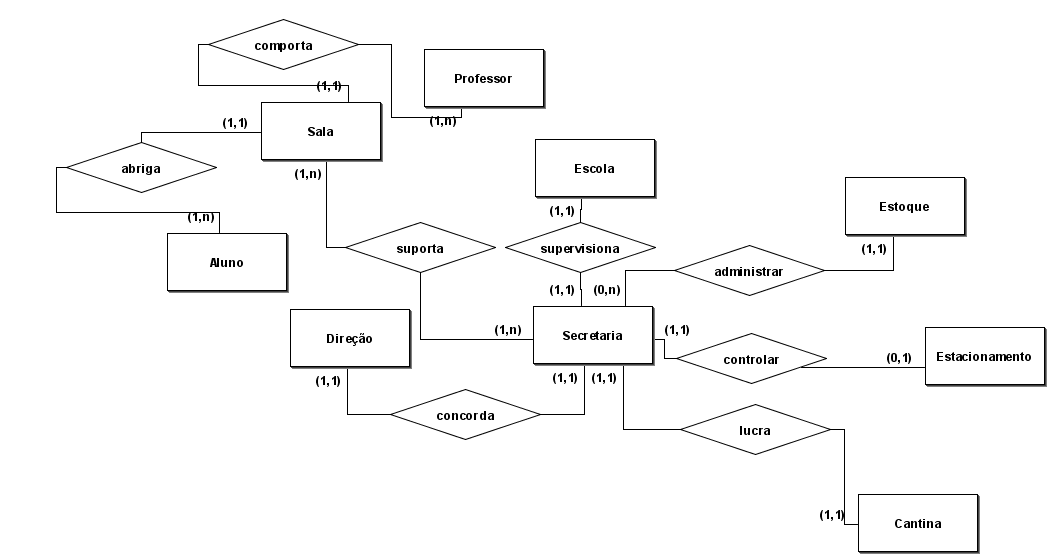 comporta
Professor
(1,1)
(1,n)
Sala
(1,1)
abriga
(1,n)
Escola
(1,n)
Aluno
(1,1)
Estoque
suporta
supervisiona
(1,1)
administrar
(1,1)
(0,n)
Direção
(1,n)
Secretaria
(1,1)
controlar
(0,1)
Estacionamento
(1,1)
(1,1)
(1,1)
concorda
lucra
(1,1)
Cantina